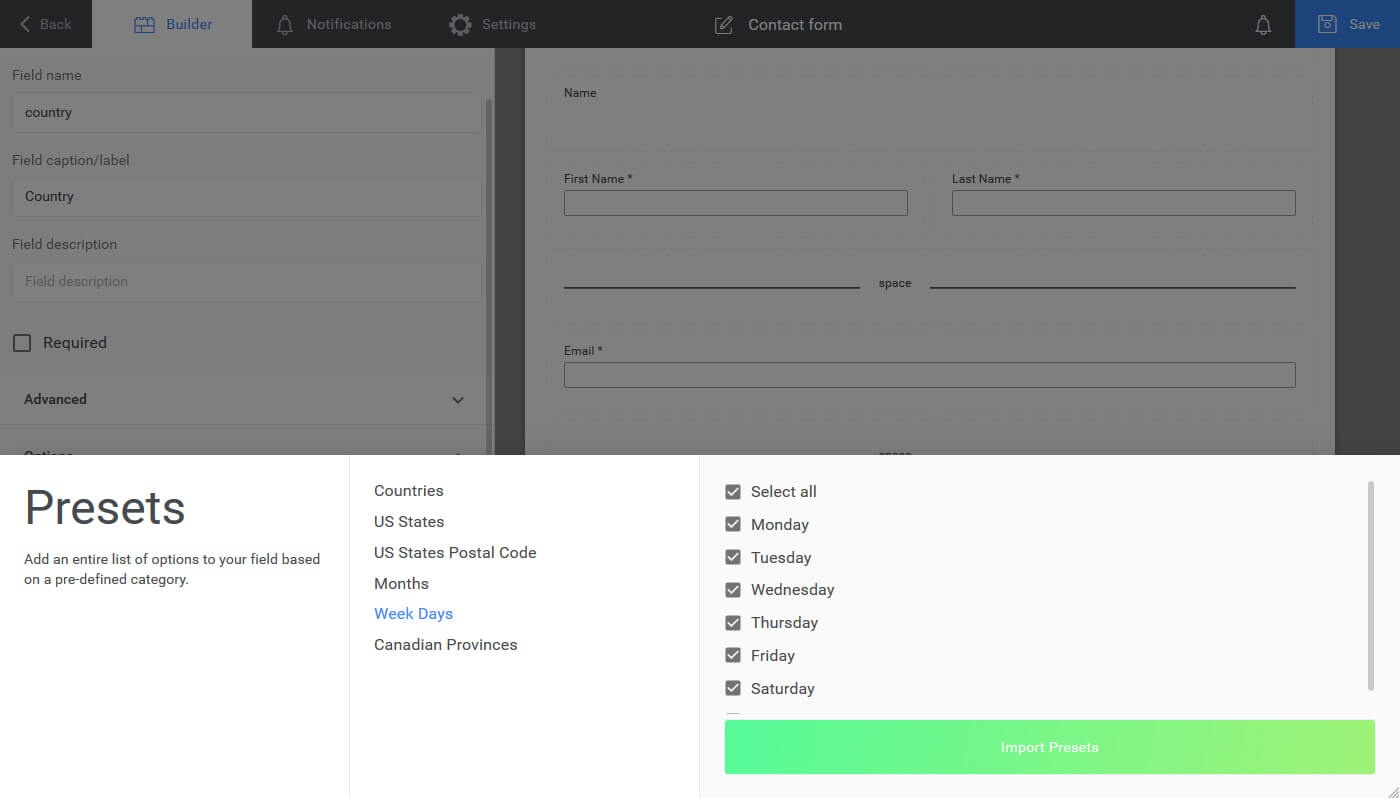 Back
Builder
Notifications
Settings
Contact form
Save
Field name
country
Field caption/label
Country
Field description
Field description
Required
Advanced
Options
Name
First Name *
Last Name *
space
Email *
space
Presets
Add an entire list of options to your field based
on a pre-defined category.
Countries
US States
US States Postal Code
Months
Week Days
Canadian Provinces
Select all
Monday
Tuesday
Wednesday
Thursday
Friday
Saturday
Import Presets